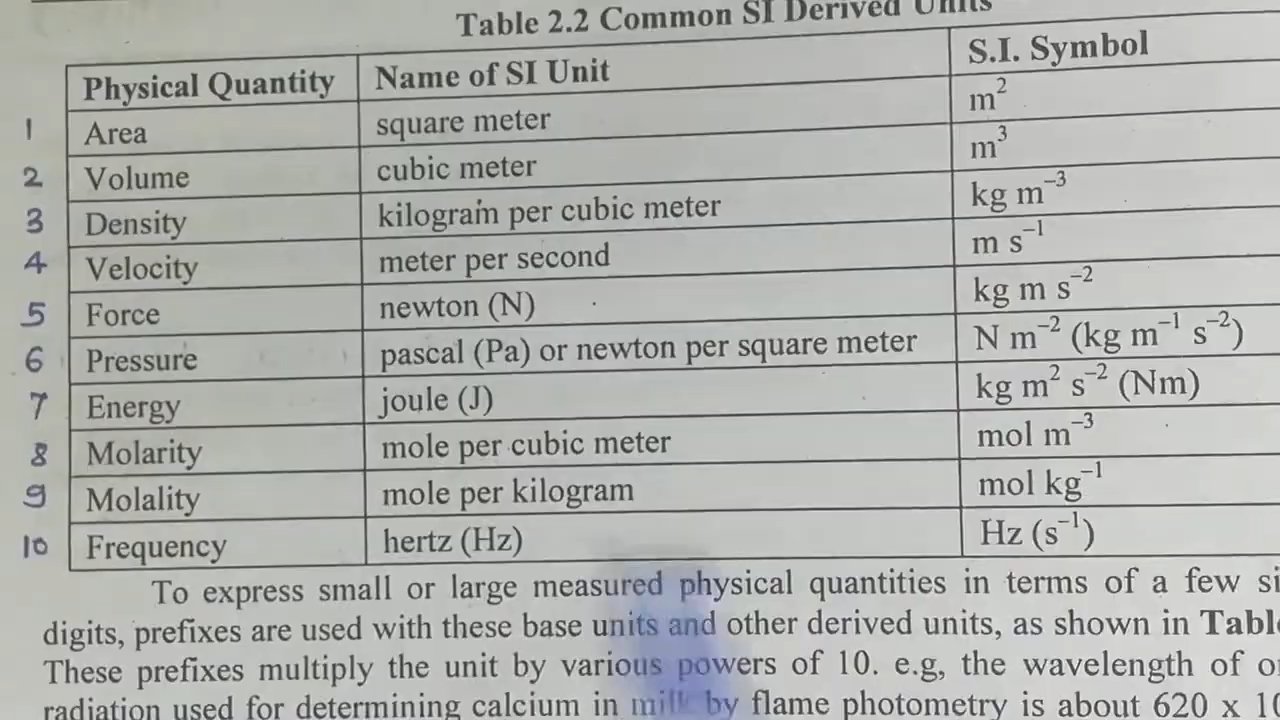 Table 2.2 Common SI Derived Units
Physical Quantity Name of SI Unit S.I. Symbol
1 Area square meter m²
2 Volume cubic meter m³
3 Density kilogram per cubic meter kg m⁻³
4 Velocity meter per second m s⁻¹
5 Force newton (N) kg m s⁻²
6 Pressure pascal (Pa) or newton per square meter N m⁻² (kg m⁻¹ s⁻²)
7 Energy joule (J) kg m² s⁻² (Nm)
8 Molarity mole per cubic meter mol m⁻³
9 Molality mole per kilogram mol kg⁻¹
10 Frequency hertz (Hz) Hz (s⁻¹)
To express small or large measured physical quantities in terms of a few
digits, prefixes are used with these base units and other derived units, as shown in
These prefixes multiply the unit by various powers of 10. e.g, the wavelength of
radiation used for determining calcium in milk by flame photometry is about 620 x